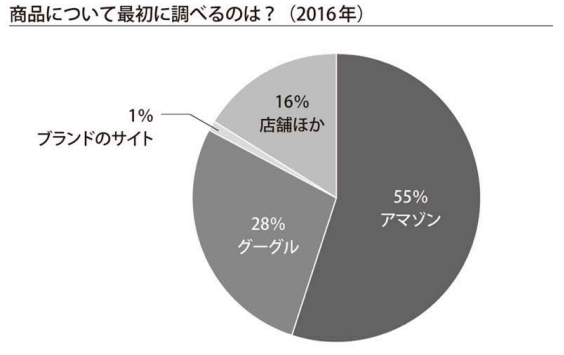 商品について最初に調べるのは？（2016年）
16%
店舗ほか
1%
ブランドのサイト
55%
アマゾン
28%
グーグル